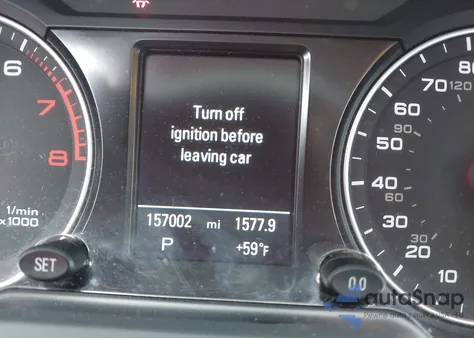 Turn off
ignition before
leaving car
157002 mi 1577.9
P +59°F
6
7
8
1/min
x1000
SET
0.0
80
70 120
60
90
50
40
60
30
30
20
10
autoSnap